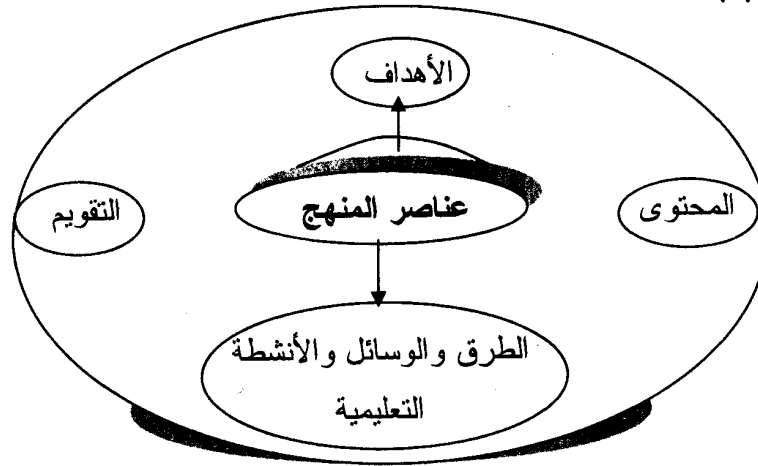 الأهداف
المحتوى
عناصر المنهج
التقويم
الطرق والوسائل والأنشطة
التعليمية